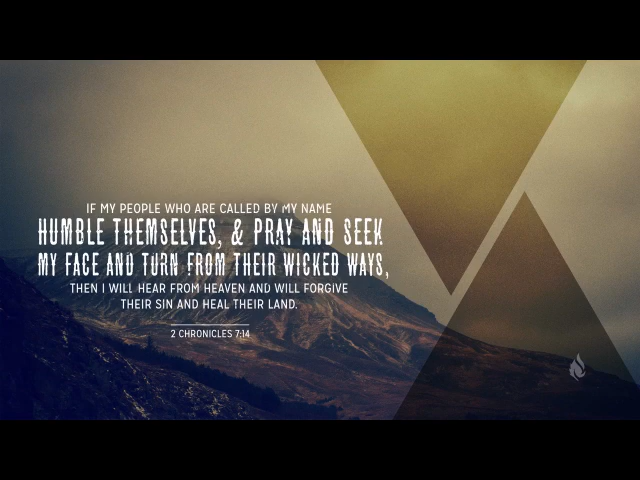 IF MY PEOPLE WHO ARE CALLED BY MY NAME
HUMBLE THEMSELVES, & PRAY AND SEEK
MY FACE AND TURN FROM THEIR WICKED WAYS,
THEN I WILL HEAR FROM HEAVEN AND WILL FORGIVE
THEIR SIN AND HEAL THEIR LAND.
2 CHRONICLES 7:14